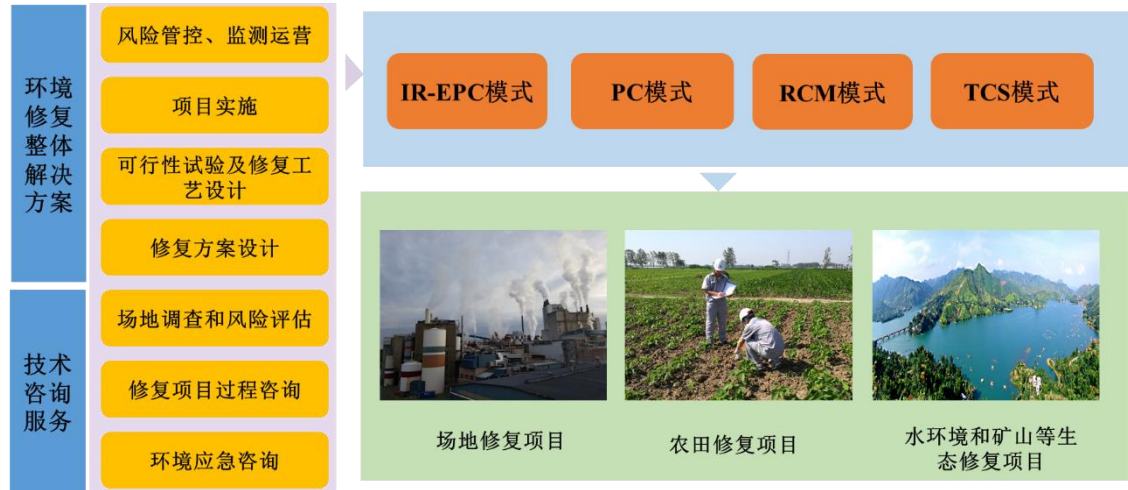 环境
修复
整体
解决
方案
技术
咨询
服务
风险管控、监测运营
项目实施
可行性试验及修复工
艺设计
修复方案设计
场地调查和风险评估
修复项目过程咨询
环境应急咨询
IR-EPC模式
PC模式
RCM模式
TCS模式
场地修复项目
农田修复项目
水环境和矿山等生
态修复项目